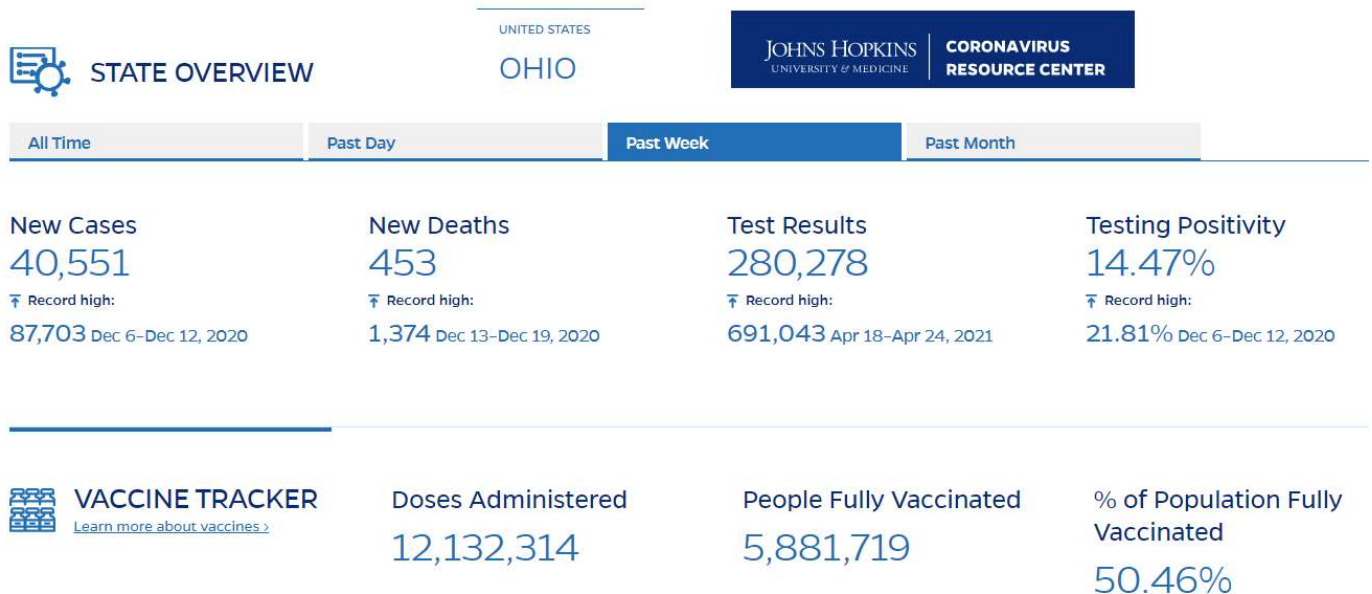 STATE OVERVIEW
UNITED STATES
OHIO
JOHNS HOPKINS
UNIVERSITY & MEDICINE
CORONAVIRUS
RESOURCE CENTER
All Time
Past Day
Past Week
Past Month
New Cases
40,551
Record high:
87,703 Dec 6–Dec 12, 2020
New Deaths
453
Record high:
1,374 Dec 13–Dec 19, 2020
Test Results
280,278
Record high:
691,043 Apr 18–Apr 24, 2021
Testing Positivity
14.47%
Record high:
21.81% Dec 6–Dec 12, 2020
VACCINE TRACKER
Learn more about vaccines ›
Doses Administered
12,132,314
People Fully Vaccinated
5,881,719
% of Population Fully
Vaccinated
50.46%